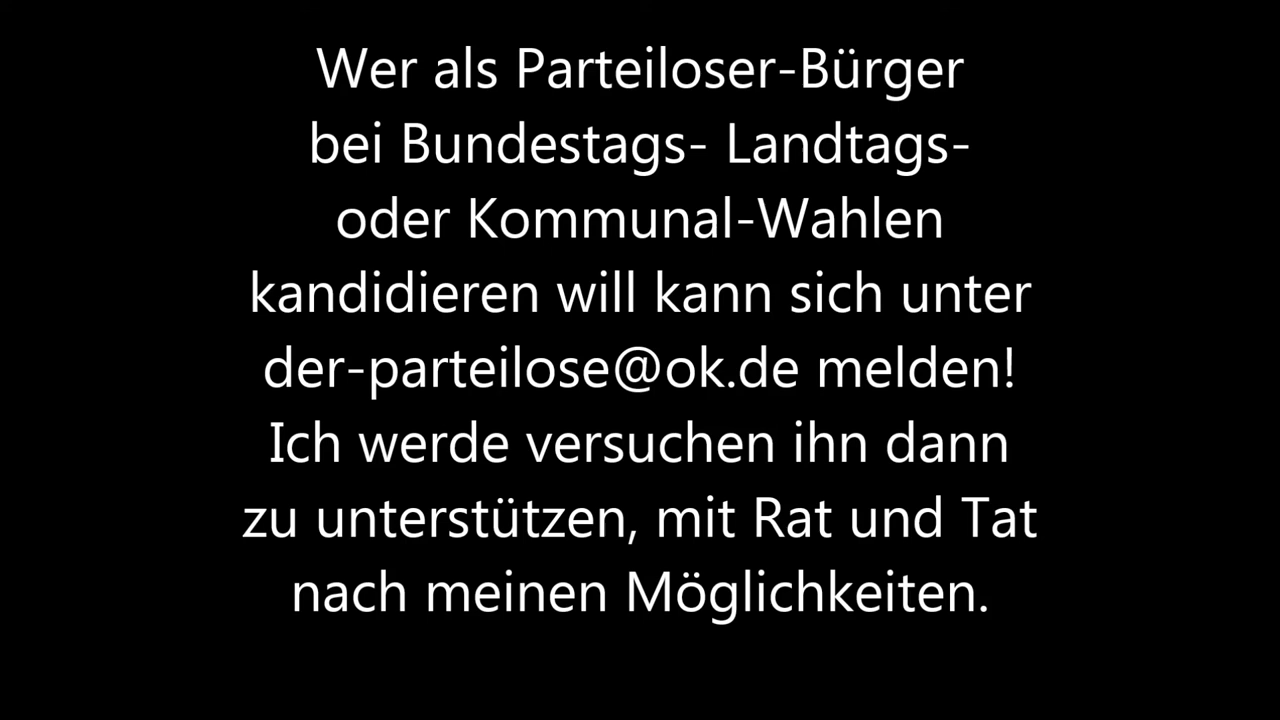 Wer als Parteiloser-Bürger
bei Bundestags- Landtags-
oder Kommunal-Wahlen
kandidieren will kann sich unter
der-parteilose@ok.de melden!
Ich werde versuchen ihn dann
zu unterstützen, mit Rat und Tat
nach meinen Möglichkeiten.